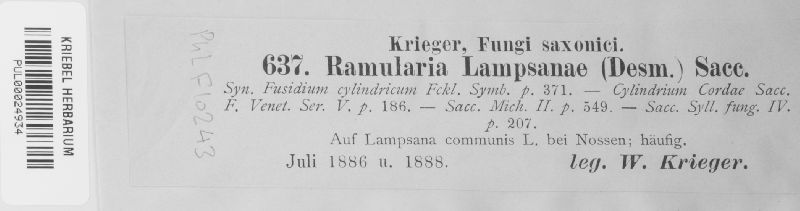 KRIEBEL HERBARIUM
PUL00024934
PUL F10243
Krieger, Fungi saxonici.
637. Ramularia Lampsanae (Desm.) Sacc.
Syn. Fusidium cylindricum Fckl. Symb. p. 371. — Cylindrium Cordae Sacc.
F. Venet. Ser. V. p. 186. — Sacc. Mich. II. p. 549. — Sacc. Syll. fung. IV.
p. 207.
Auf Lampsana communis L. bei Nossen; häufig.
Juli 1886 u. 1888. leg. W. Krieger.